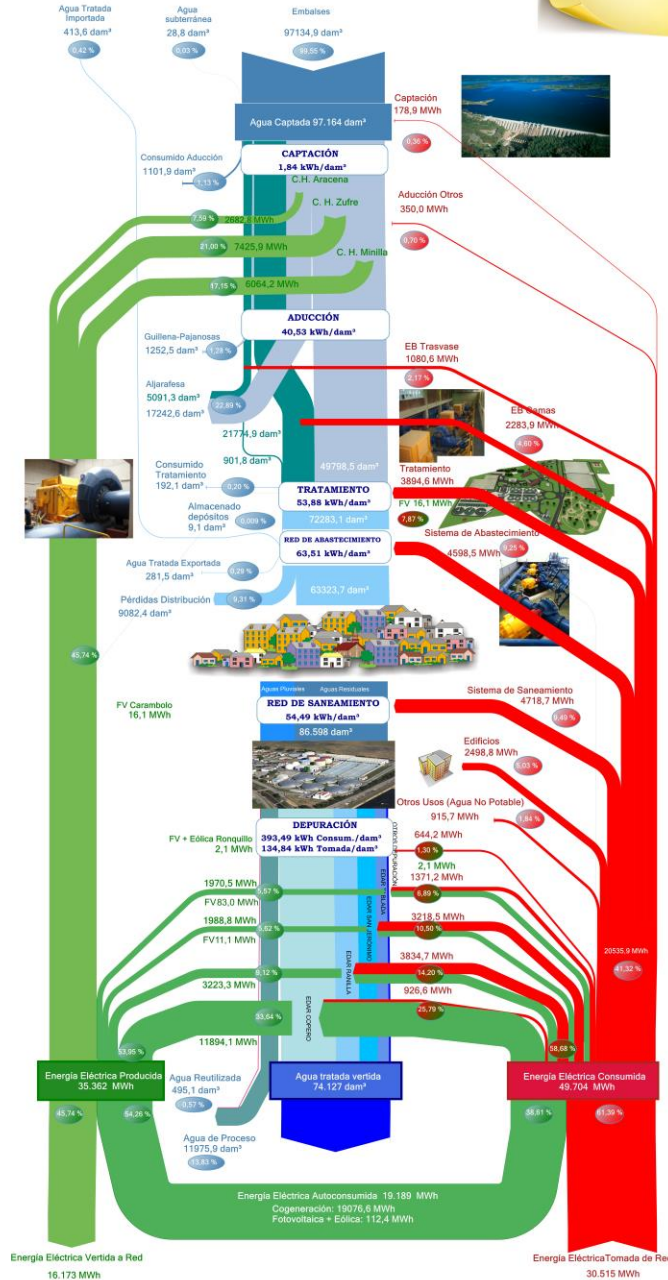 Agua Tratada
Importada
413,6 dam³
0,42 %
Agua
subterránea
28,8 dam³
0,03 %
Embalses
97134,9 dam³
99,55 %
Agua Captada 97.164 dam³
Captación
178,9 MWh
0,36 %
CAPTACIÓN
1,84 kWh/dam³
Consumido Aducción
1101,9 dam³
1,13 %
C.H. Aracena
7,59 %
2682,8 MWh
C. H. Zufre
21,00 %
7425,9 MWh
C. H. Minilla
17,15 %
6064,2 MWh
Aducción Otros
350,0 MWh
0,70 %
ADUCCIÓN
40,53 kWh/dam³
Guillena-Pajanosas
1252,5 dam³
1,28 %
Aljarafesa
5091,3 dam³
17242,6 dam³
22,89 %
21774,9 dam³
901,8 dam³
49798,5 dam³
EB Trasvase
1080,6 MWh
2,17 %
EB Camas
2283,9 MWh
4,60 %
Consumido
Tratamiento
192,1 dam³
0,20 %
TRATAMIENTO
53,88 kWh/dam³
72283,1 dam³
Tratamiento
3894,6 MWh
FV 16,1 MWh
7,87 %
Almacenado
depósitos
9,1 dam³
0,009 %
RED DE ABASTECIMIENTO
63,51 kWh/dam³
Sistema de Abastecimiento
4598,5 MWh
9,25 %
Agua Tratada Exportada
281,5 dam³
0,29 %
Pérdidas Distribución
9082,4 dam³
9,31 %
63323,7 dam³
45,74 %
FV Carambolo
16,1 MWh
Aguas Pluviales
Aguas Residuales
RED DE SANEAMIENTO
54,49 kWh/dam³
86.598 dam³
Sistema de Saneamiento
4718,7 MWh
9,49 %
Edificios
2498,8 MWh
5,03 %
Otros Usos (Agua No Potable)
915,7 MWh
1,84 %
DEPURACIÓN
393,49 kWh Consum./dam³
134,84 kWh Tomada/dam³
FV + Eólica Ronquillo
2,1 MWh
OTROS DEPURACIÓN
644,2 MWh
1,30 %
2,1 MWh
1970,5 MWh
5,57 %
FV83,0 MWh
1371,2 MWh
6,89 %
1988,8 MWh
5,62 %
FV11,1 MWh
EDAR SAN JERÓNIMO
3218,5 MWh
10,50 %
3223,3 MWh
9,12 %
EDAR RANILLA
3834,7 MWh
14,20 %
33,64 %
11894,1 MWh
EDAR COPERO
926,6 MWh
25,79 %
20535,9 MWh
41,32 %
53,95 %
58,68 %
Energía Eléctrica Producida
35.362 MWh
45,74 %
54,26 %
Agua Reutilizada
495,1 dam³
0,57 %
Agua de Proceso
11975,9 dam³
13,83 %
Agua tratada vertida
74.127 dam³
Energía Eléctrica Consumida
49.704 MWh
38,61 %
61,39 %
Energía Eléctrica Autoconsumida 19.189 MWh
Cogeneración: 19076,6 MWh
Fotovoltaica + Eólica: 112,4 MWh
Energía Eléctrica Vertida a Red
16.173 MWh
Energía EléctricaTomada de Red
30.515 MWh